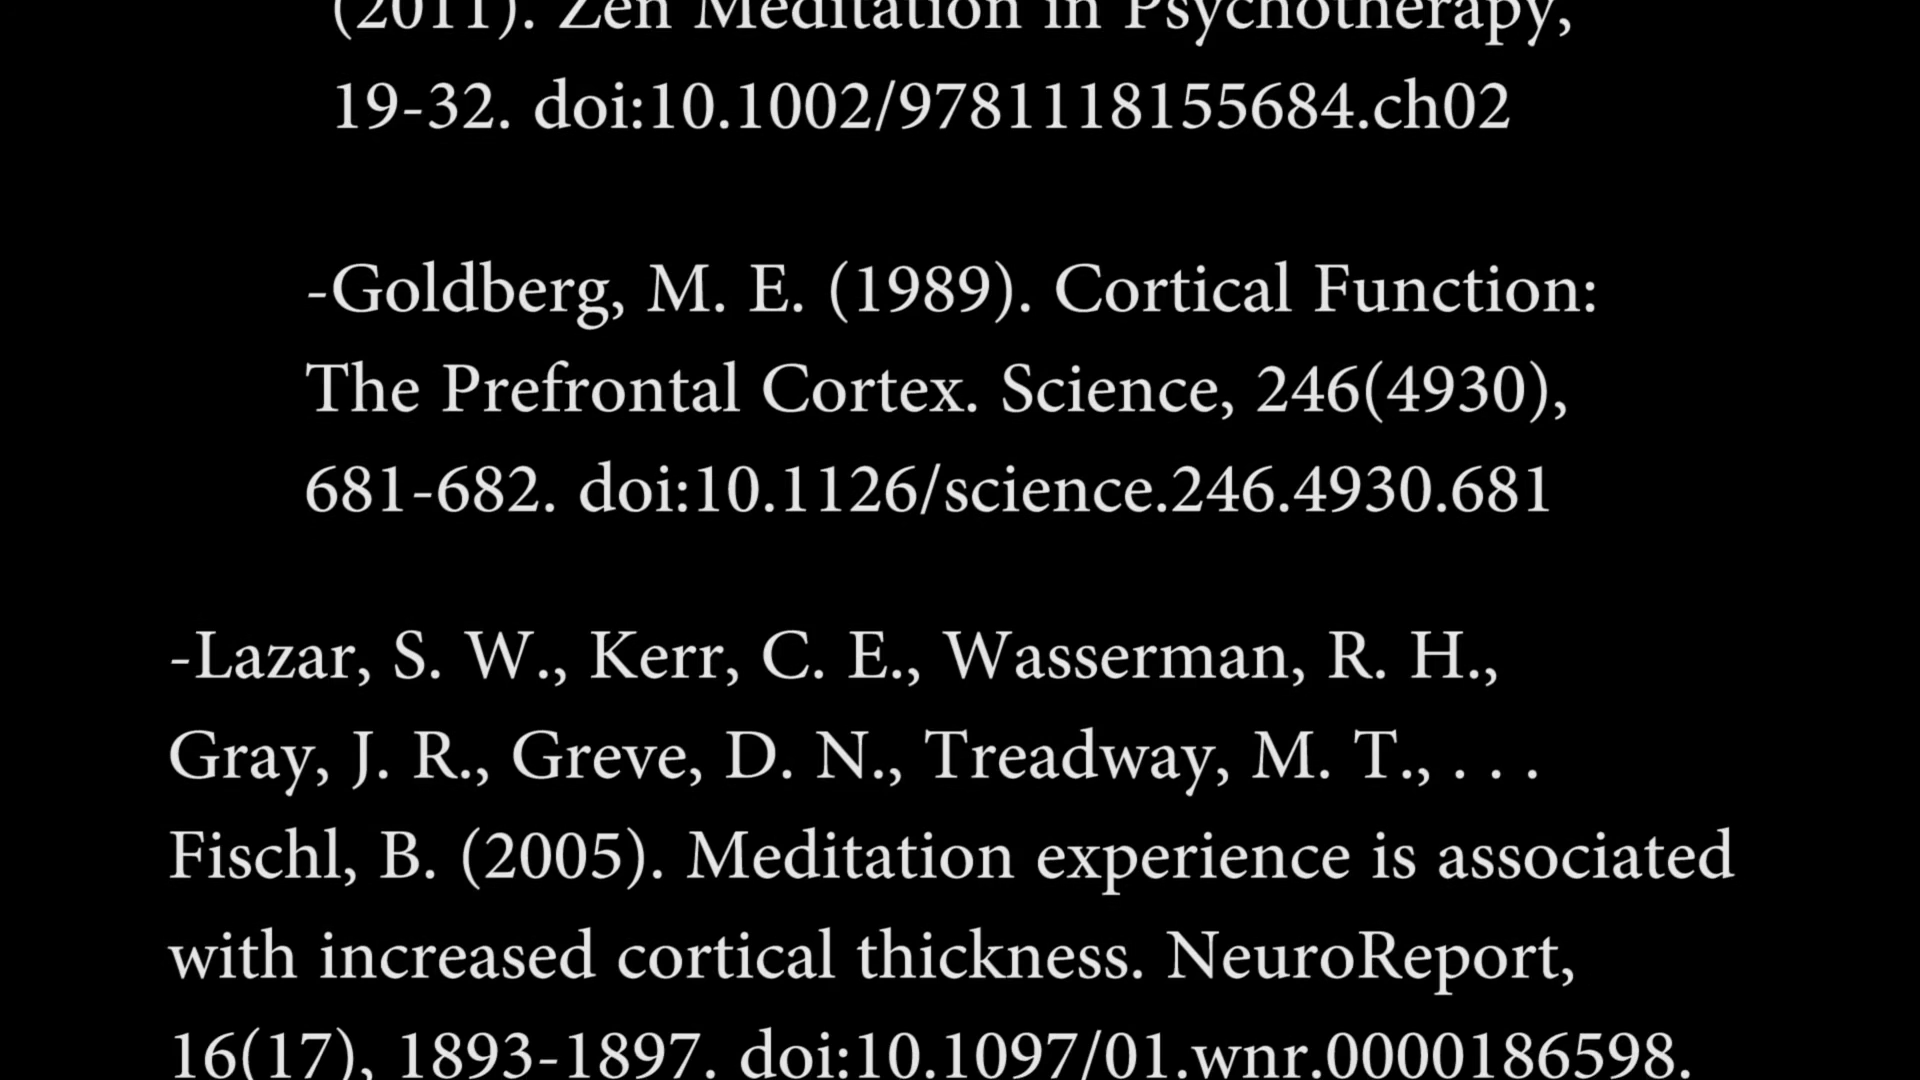 (2011). Zen Meditation in Psychotherapy,
19-32. doi:10.1002/9781118155684.ch02
-Goldberg, M. E. (1989). Cortical Function:
The Prefrontal Cortex. Science, 246(4930),
681-682. doi:10.1126/science.246.4930.681
-Lazar, S. W., Kerr, C. E., Wasserman, R. H.,
Gray, J. R., Greve, D. N., Treadway, M. T., . . .
Fischl, B. (2005). Meditation experience is associated
with increased cortical thickness. NeuroReport,
16(17), 1893-1897. doi:10.1097/01.wnr.0000186598.